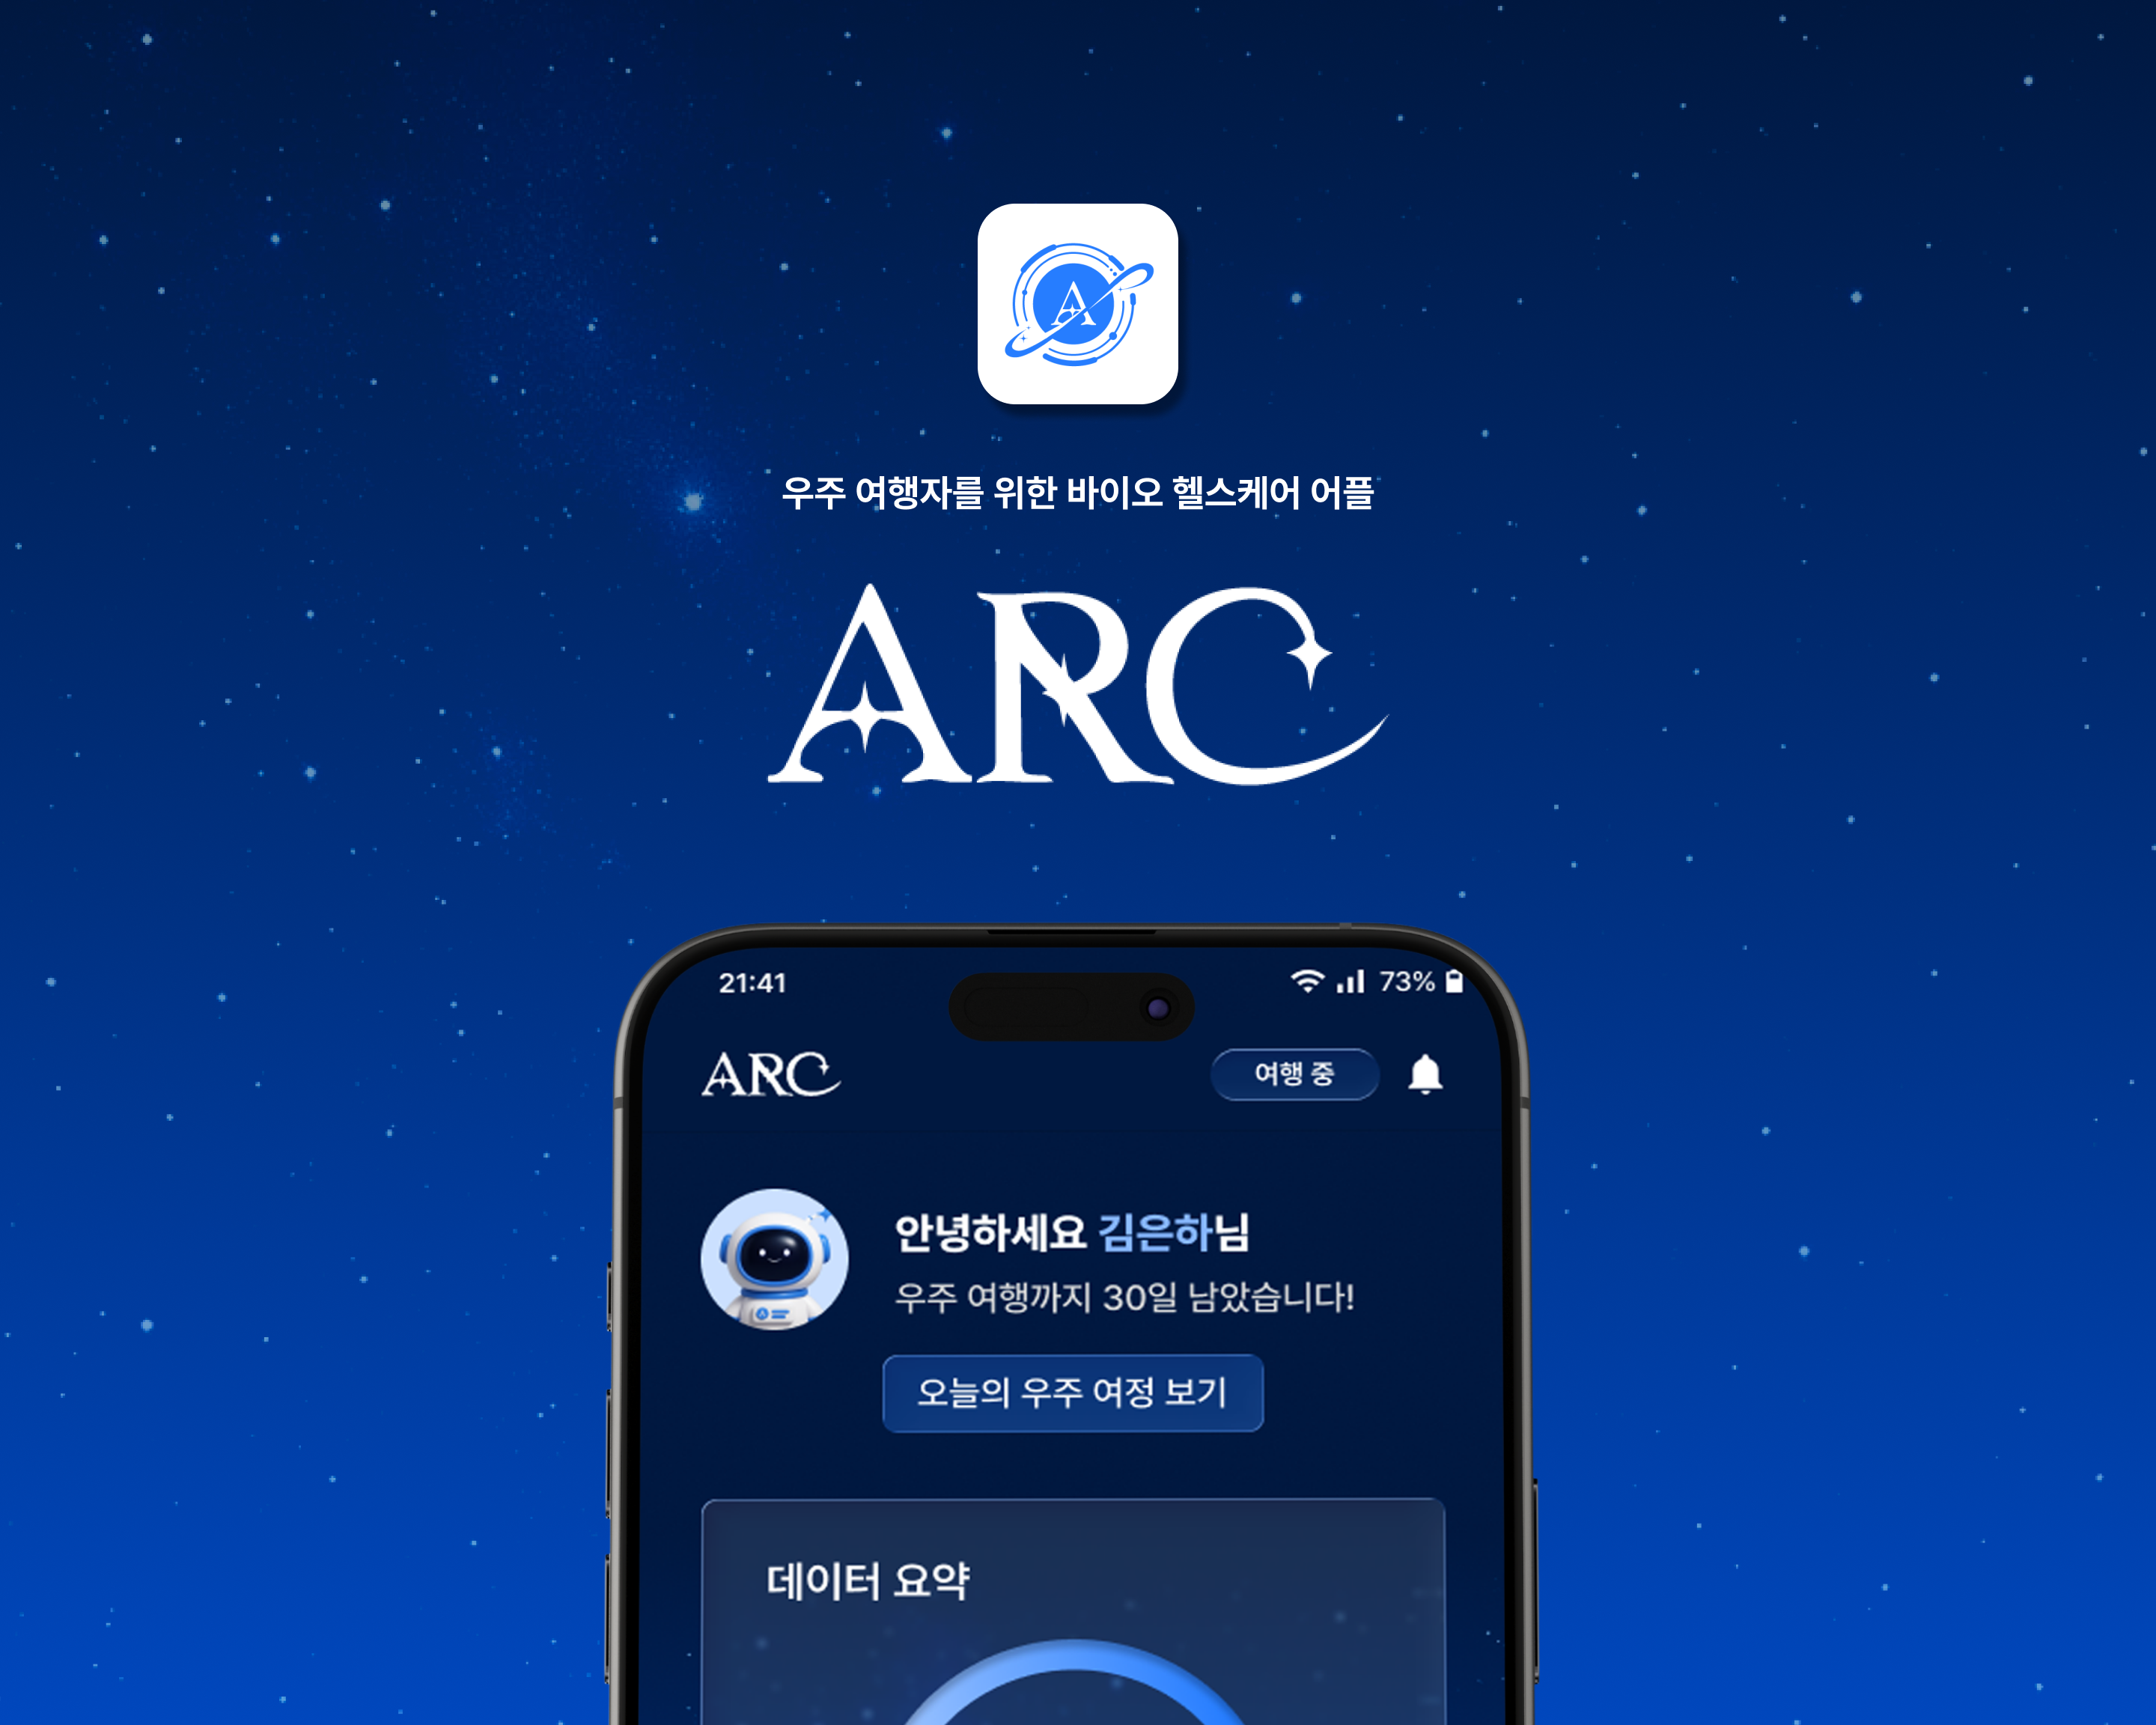 A
우주 여행자를 위한 바이오 헬스케어 어플
ARC
21:41 73%
ARC 여행 중
안녕하세요 김은하님
우주 여행까지 30일 남았습니다!
오늘의 우주 여정 보기
데이터 요약